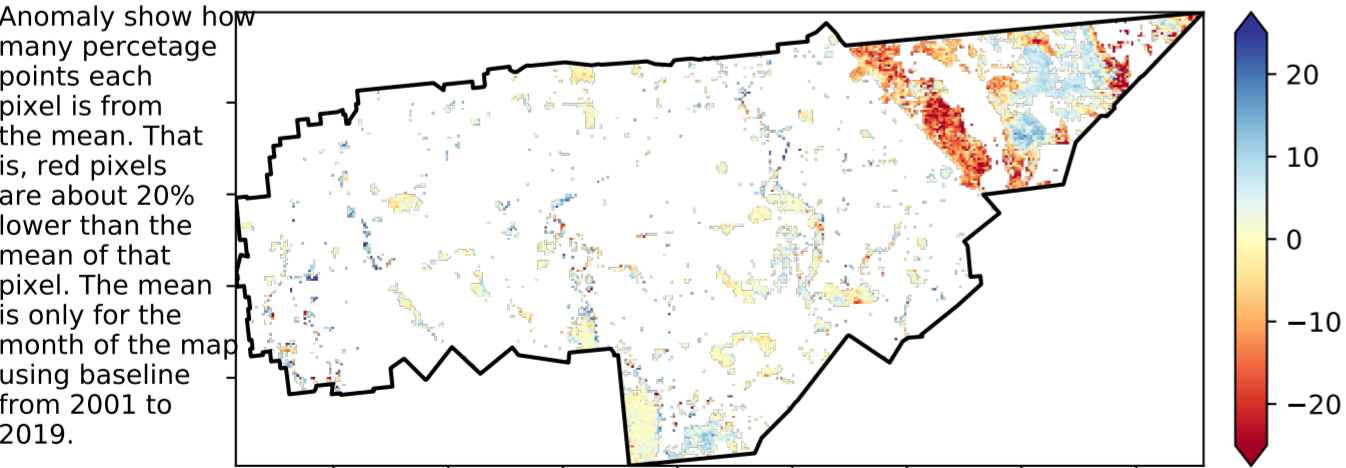 Anomaly show how
many percetage
points each
pixel is from
the mean. That
is, red pixels
are about 20%
lower than the
mean of that
pixel. The mean
is only for the
month of the map
using baseline
from 2001 to
2019.
20
10
0
−10
−20